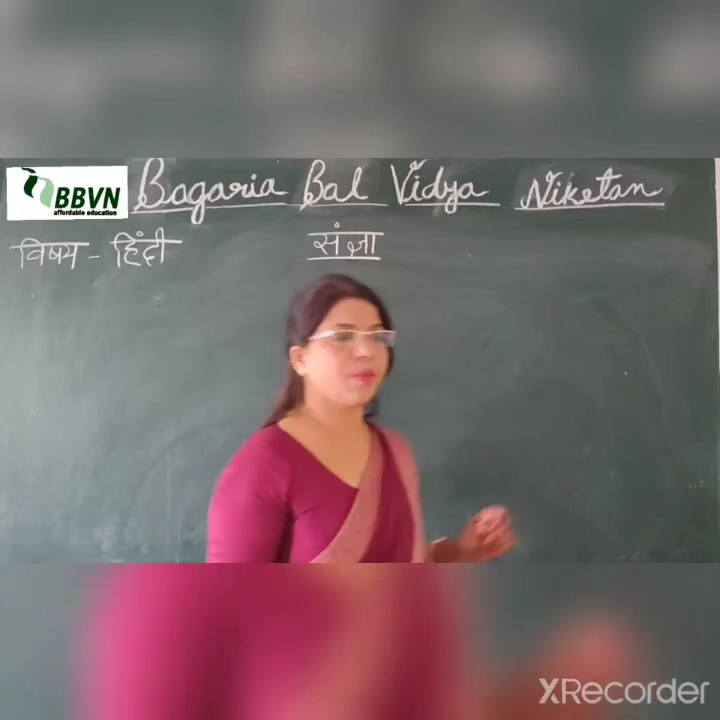 BBVN
affordable education
Bagaria Bal Vidya Niketan
विषय - हिंदी
संज्ञा
XRecorder